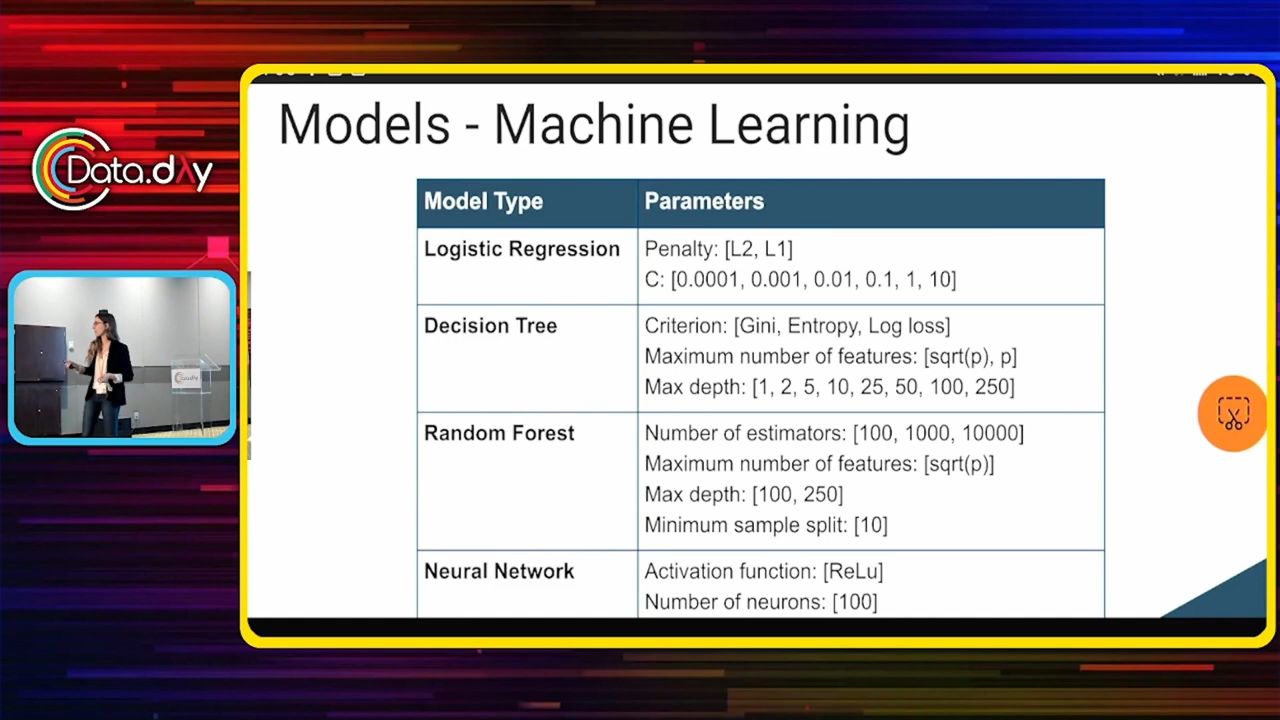 Models - Machine Learning
Data.dλy
Model Type Parameters
Logistic Regression Penalty: [L2, L1]
C: [0.0001, 0.001, 0.01, 0.1, 1, 10]
Decision Tree Criterion: [Gini, Entropy, Log loss]
Maximum number of features: [sqrt(p), p]
Max depth: [1, 2, 5, 10, 25, 50, 100, 250]
Random Forest Number of estimators: [100, 1000, 10000]
Maximum number of features: [sqrt(p)]
Max depth: [100, 250]
Minimum sample split: [10]
Neural Network Activation function: [ReLu]
Number of neurons: [100]